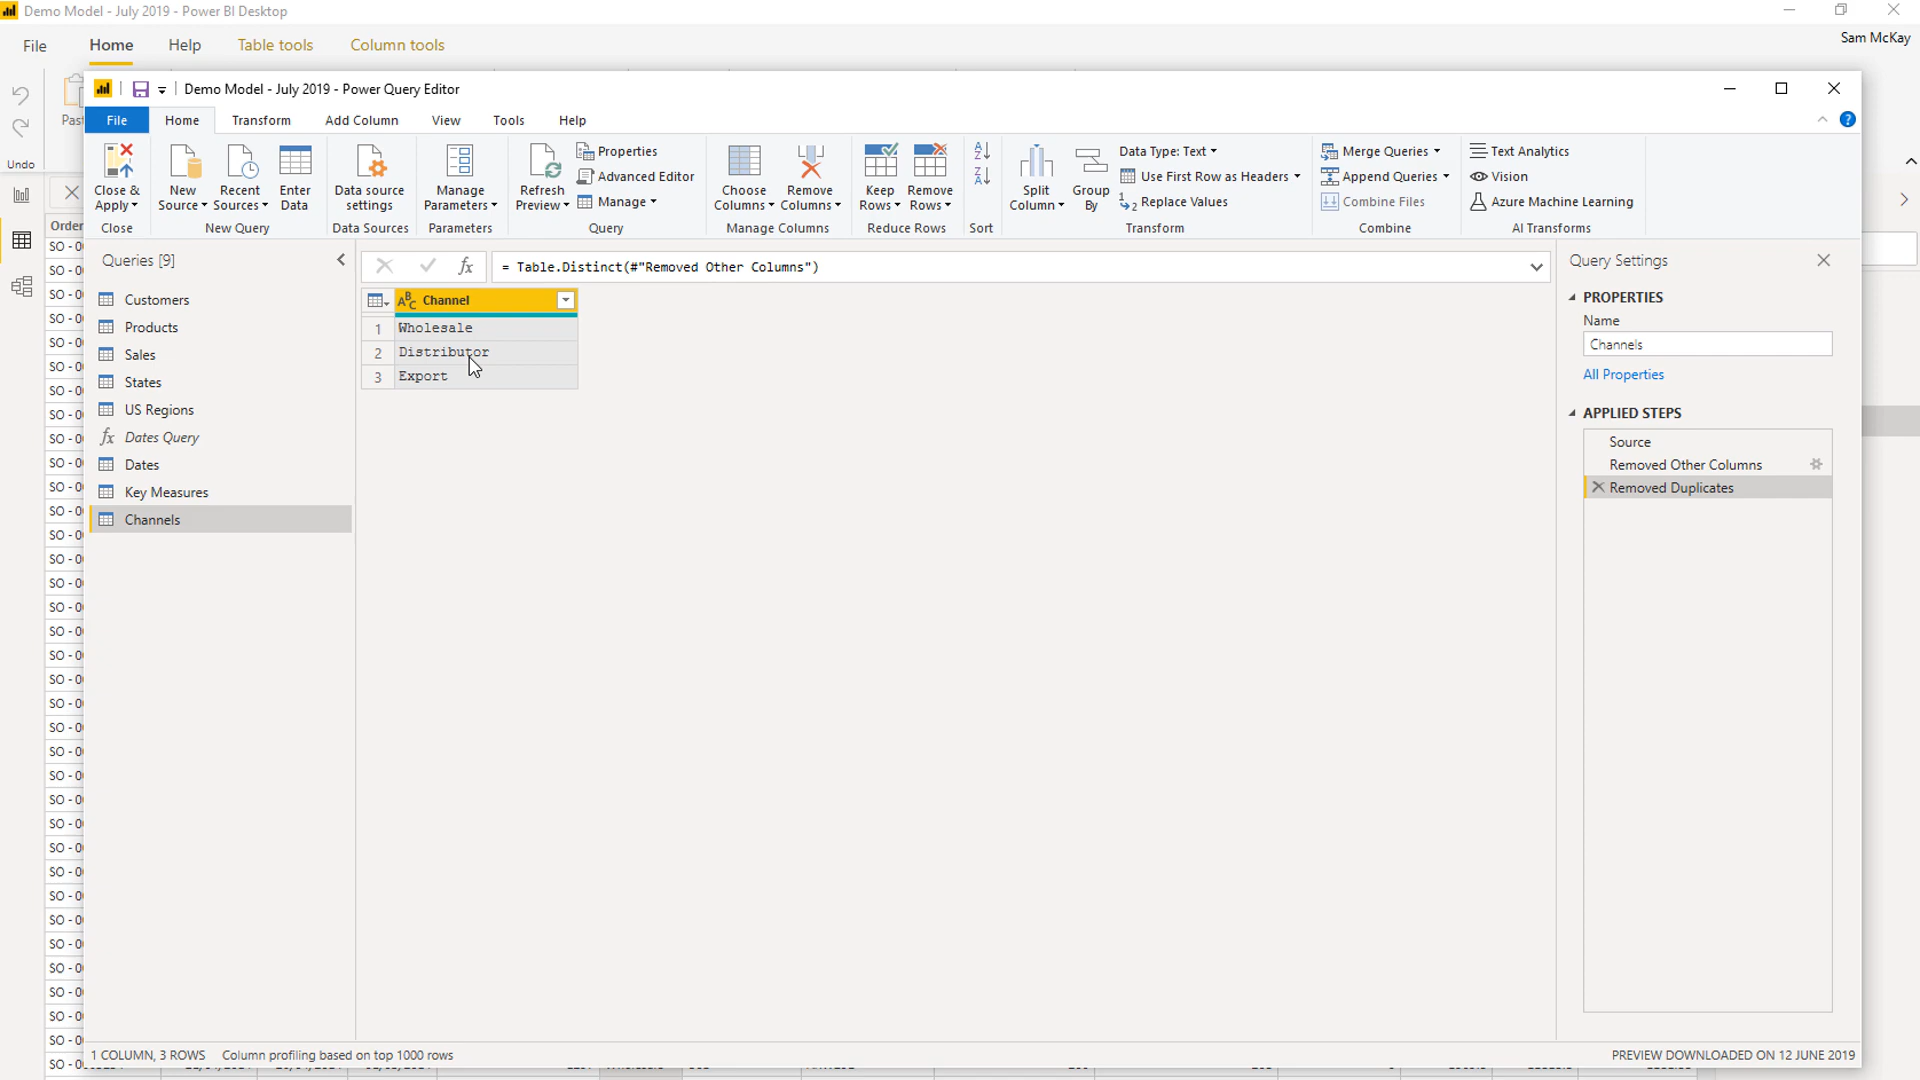 Demo Model - July 2019 - Power BI Desktop
Sam McKay
File Home Help Table tools Column tools
Undo
Demo Model - July 2019 - Power Query Editor
File Home Transform Add Column View Tools Help
Close & Apply
Close
New Source
Recent Sources
Enter Data
New Query
Data source settings
Data Sources
Manage Parameters
Parameters
Refresh Preview
Properties
Advanced Editor
Manage
Query
Choose Columns
Remove Columns
Manage Columns
Keep Rows
Remove Rows
Reduce Rows
Sort
Split Column
Group By
Data Type: Text
Use First Row as Headers
Replace Values
Transform
Merge Queries
Append Queries
Combine Files
Combine
Text Analytics
Vision
Azure Machine Learning
AI Transforms
Queries [9]
Customers
Products
Sales
States
US Regions
fx Dates Query
Dates
Key Measures
Channels
fx = Table.Distinct(#"Removed Other Columns")
ABC Channel
1 Wholesale
2 Distributor
3 Export
Query Settings
PROPERTIES
Name
Channels
All Properties
APPLIED STEPS
Source
Removed Other Columns
Removed Duplicates
1 COLUMN, 3 ROWS Column profiling based on top 1000 rows
PREVIEW DOWNLOADED ON 12 JUNE 2019